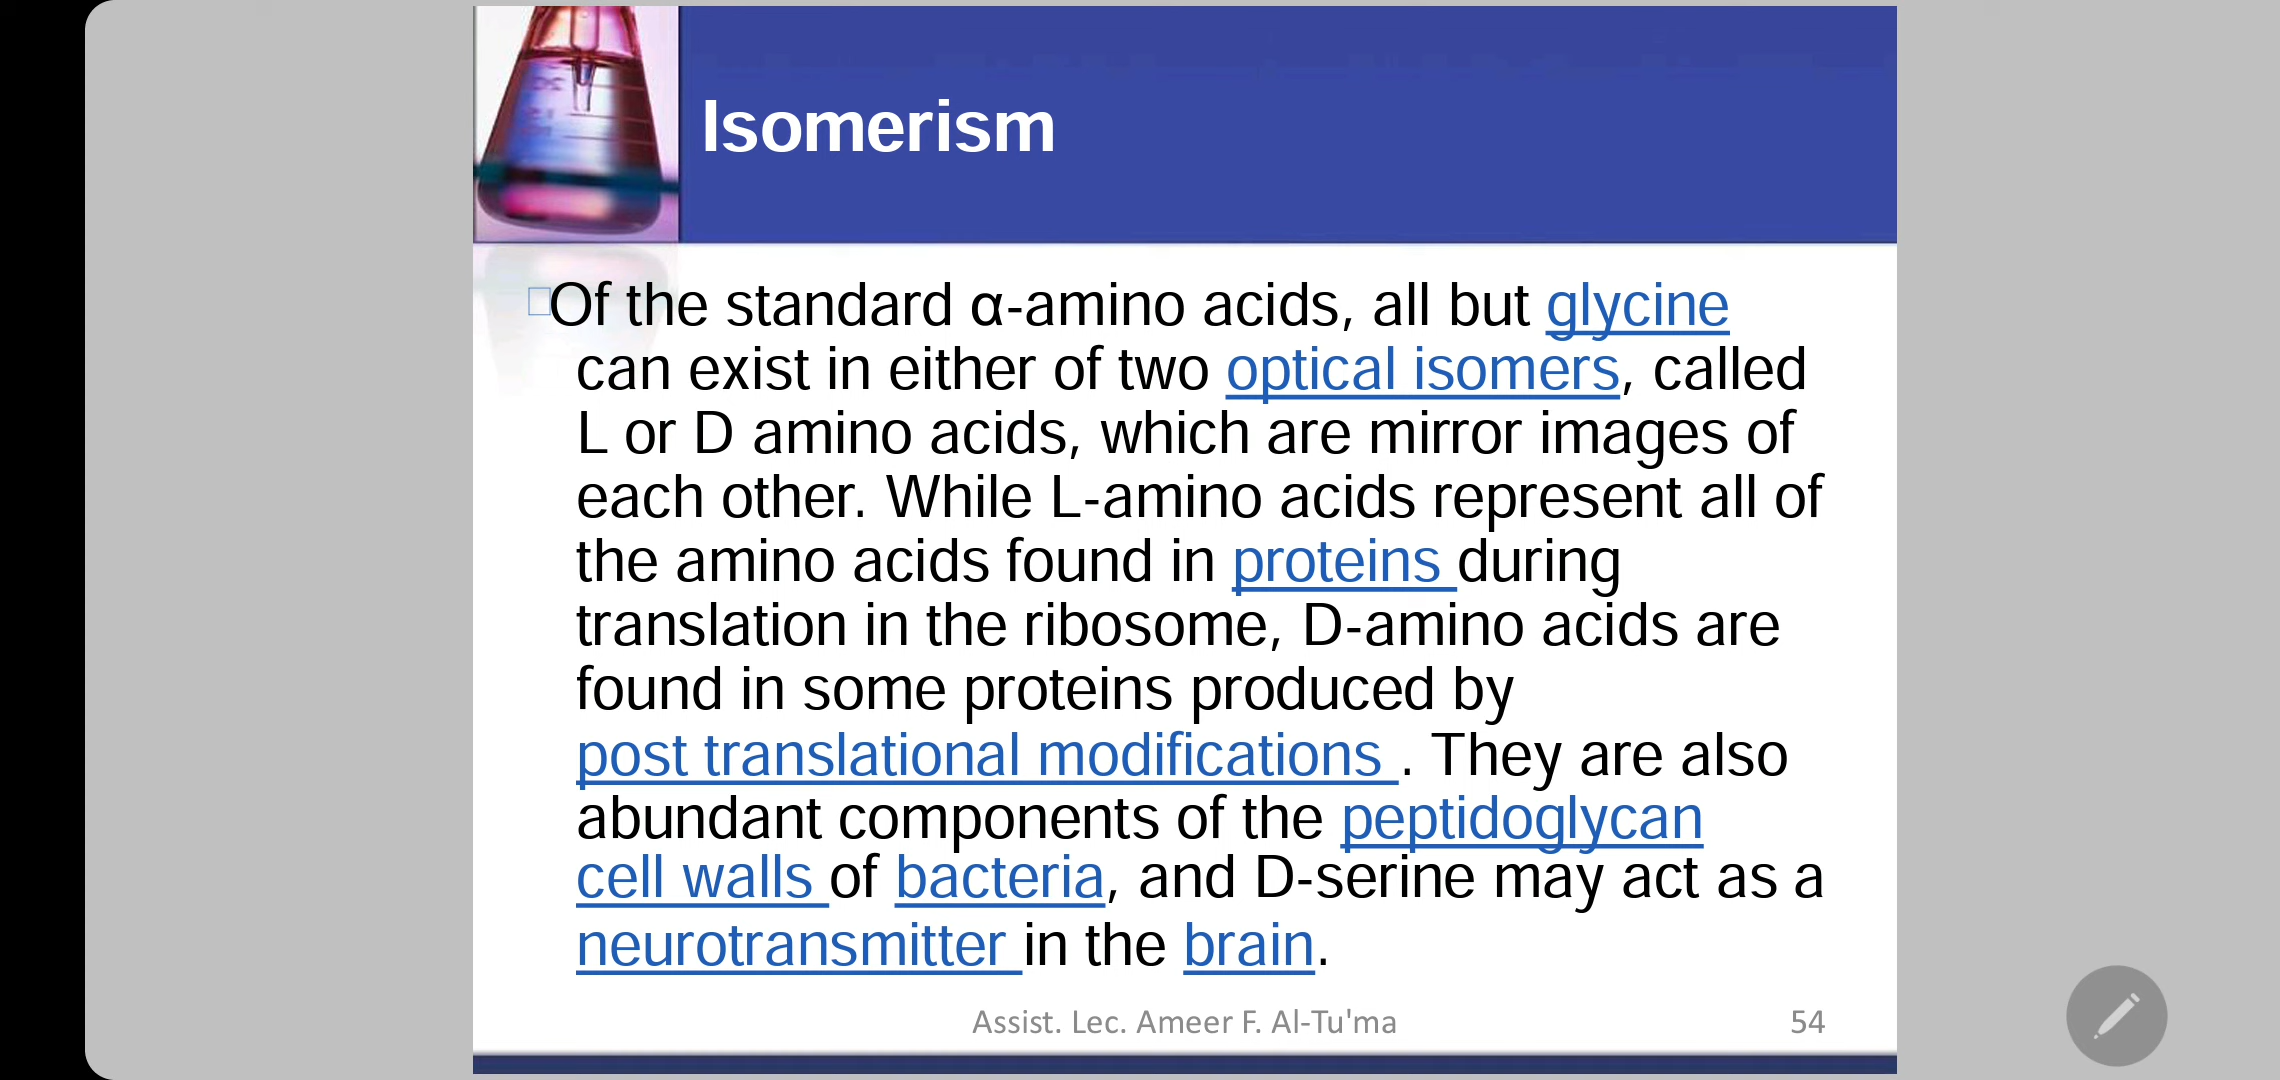 Isomerism
Of the standard α-amino acids, all but glycine
can exist in either of two optical isomers, called
L or D amino acids, which are mirror images of
each other. While L-amino acids represent all of
the amino acids found in proteins during
translation in the ribosome, D-amino acids are
found in some proteins produced by
post translational modifications . They are also
abundant components of the peptidoglycan
cell walls of bacteria, and D-serine may act as a
neurotransmitter in the brain.
Assist. Lec. Ameer F. Al-Tu'ma
54